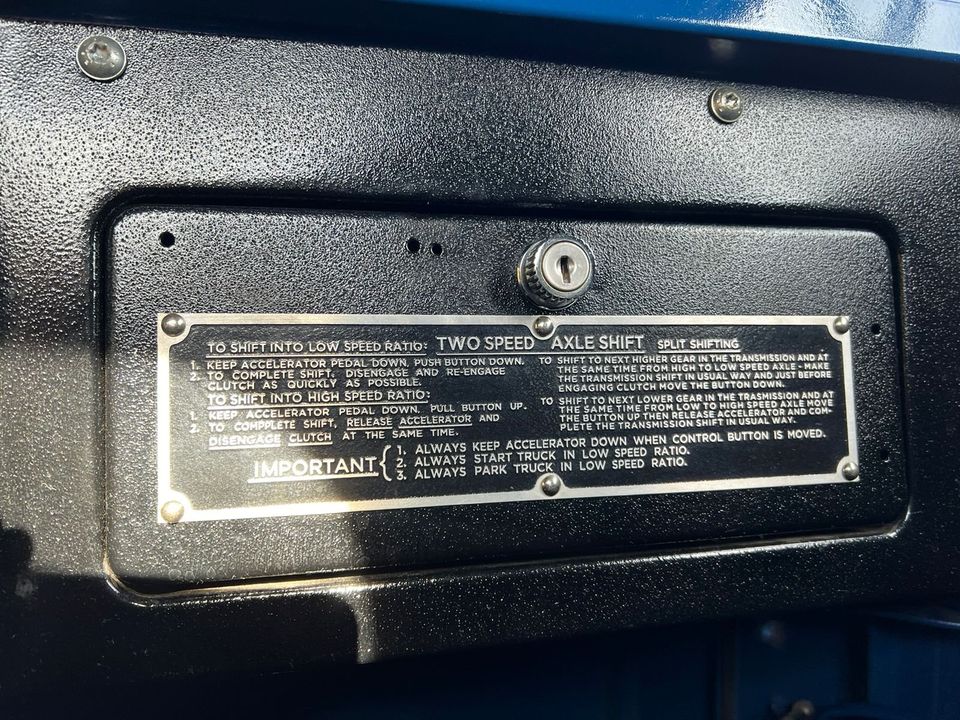 TO SHIFT INTO LOW SPEED RATIO: TWO SPEED AXLE SHIFT SPLIT SHIFTING
1. KEEP ACCELERATOR PEDAL DOWN, PUSH BUTTON DOWN.
2. TO COMPLETE SHIFT, DISENGAGE AND RE-ENGAGE
CLUTCH AS QUICKLY AS POSSIBLE.
TO SHIFT INTO HIGH SPEED RATIO:
1. KEEP ACCELERATOR PEDAL DOWN, PULL BUTTON UP.
2. TO COMPLETE SHIFT, RELEASE ACCELERATOR AND
DISENGAGE CLUTCH AT THE SAME TIME.
TO SHIFT TO NEXT HIGHER GEAR IN THE TRANSMISSION AND AT
THE SAME TIME FROM HIGH TO LOW SPEED AXLE - MAKE
THE TRANSMISSION SHIFT IN USUAL WAY AND JUST BEFORE
ENGAGING CLUTCH MOVE THE BUTTON DOWN.
TO SHIFT TO NEXT LOWER GEAR IN THE TRASMISSION AND AT
THE SAME TIME FROM LOW TO HIGH SPEED AXLE MOVE
THE BUTTON UP THEN RELEASE ACCELERATOR AND COM-
PLETE THE TRANSMISSION SHIFT IN USUAL WAY.
IMPORTANT
1. ALWAYS KEEP ACCELERATOR DOWN WHEN CONTROL BUTTON IS MOVED.
2. ALWAYS START TRUCK IN LOW SPEED RATIO.
3. ALWAYS PARK TRUCK IN LOW SPEED RATIO.